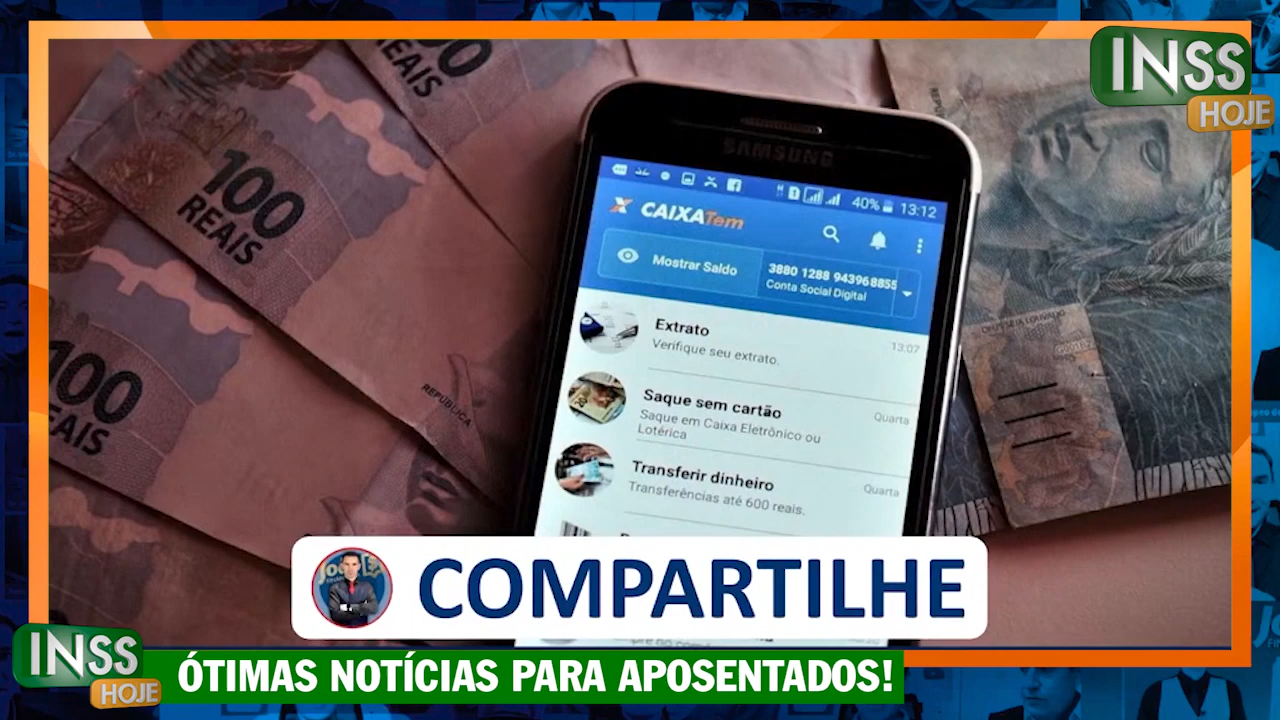 INSS
HOJE
100
REAIS
REAIS
SAMSUNG
40% 13:12
CAIXATem
Mostrar Saldo
3880 1288 943968855
Conta Social Digital
Extrato
13:07
Verifique seu extrato.
Saque sem cartão
Quarta
Saque em Caixa Eletrônico ou
Lotérica
Transferir dinheiro
Quarta
Transferências até 600 reais.
100
REPÚBLICA
COMPARTILHE
INSS
HOJE
ÓTIMAS NOTÍCIAS PARA APOSENTADOS!